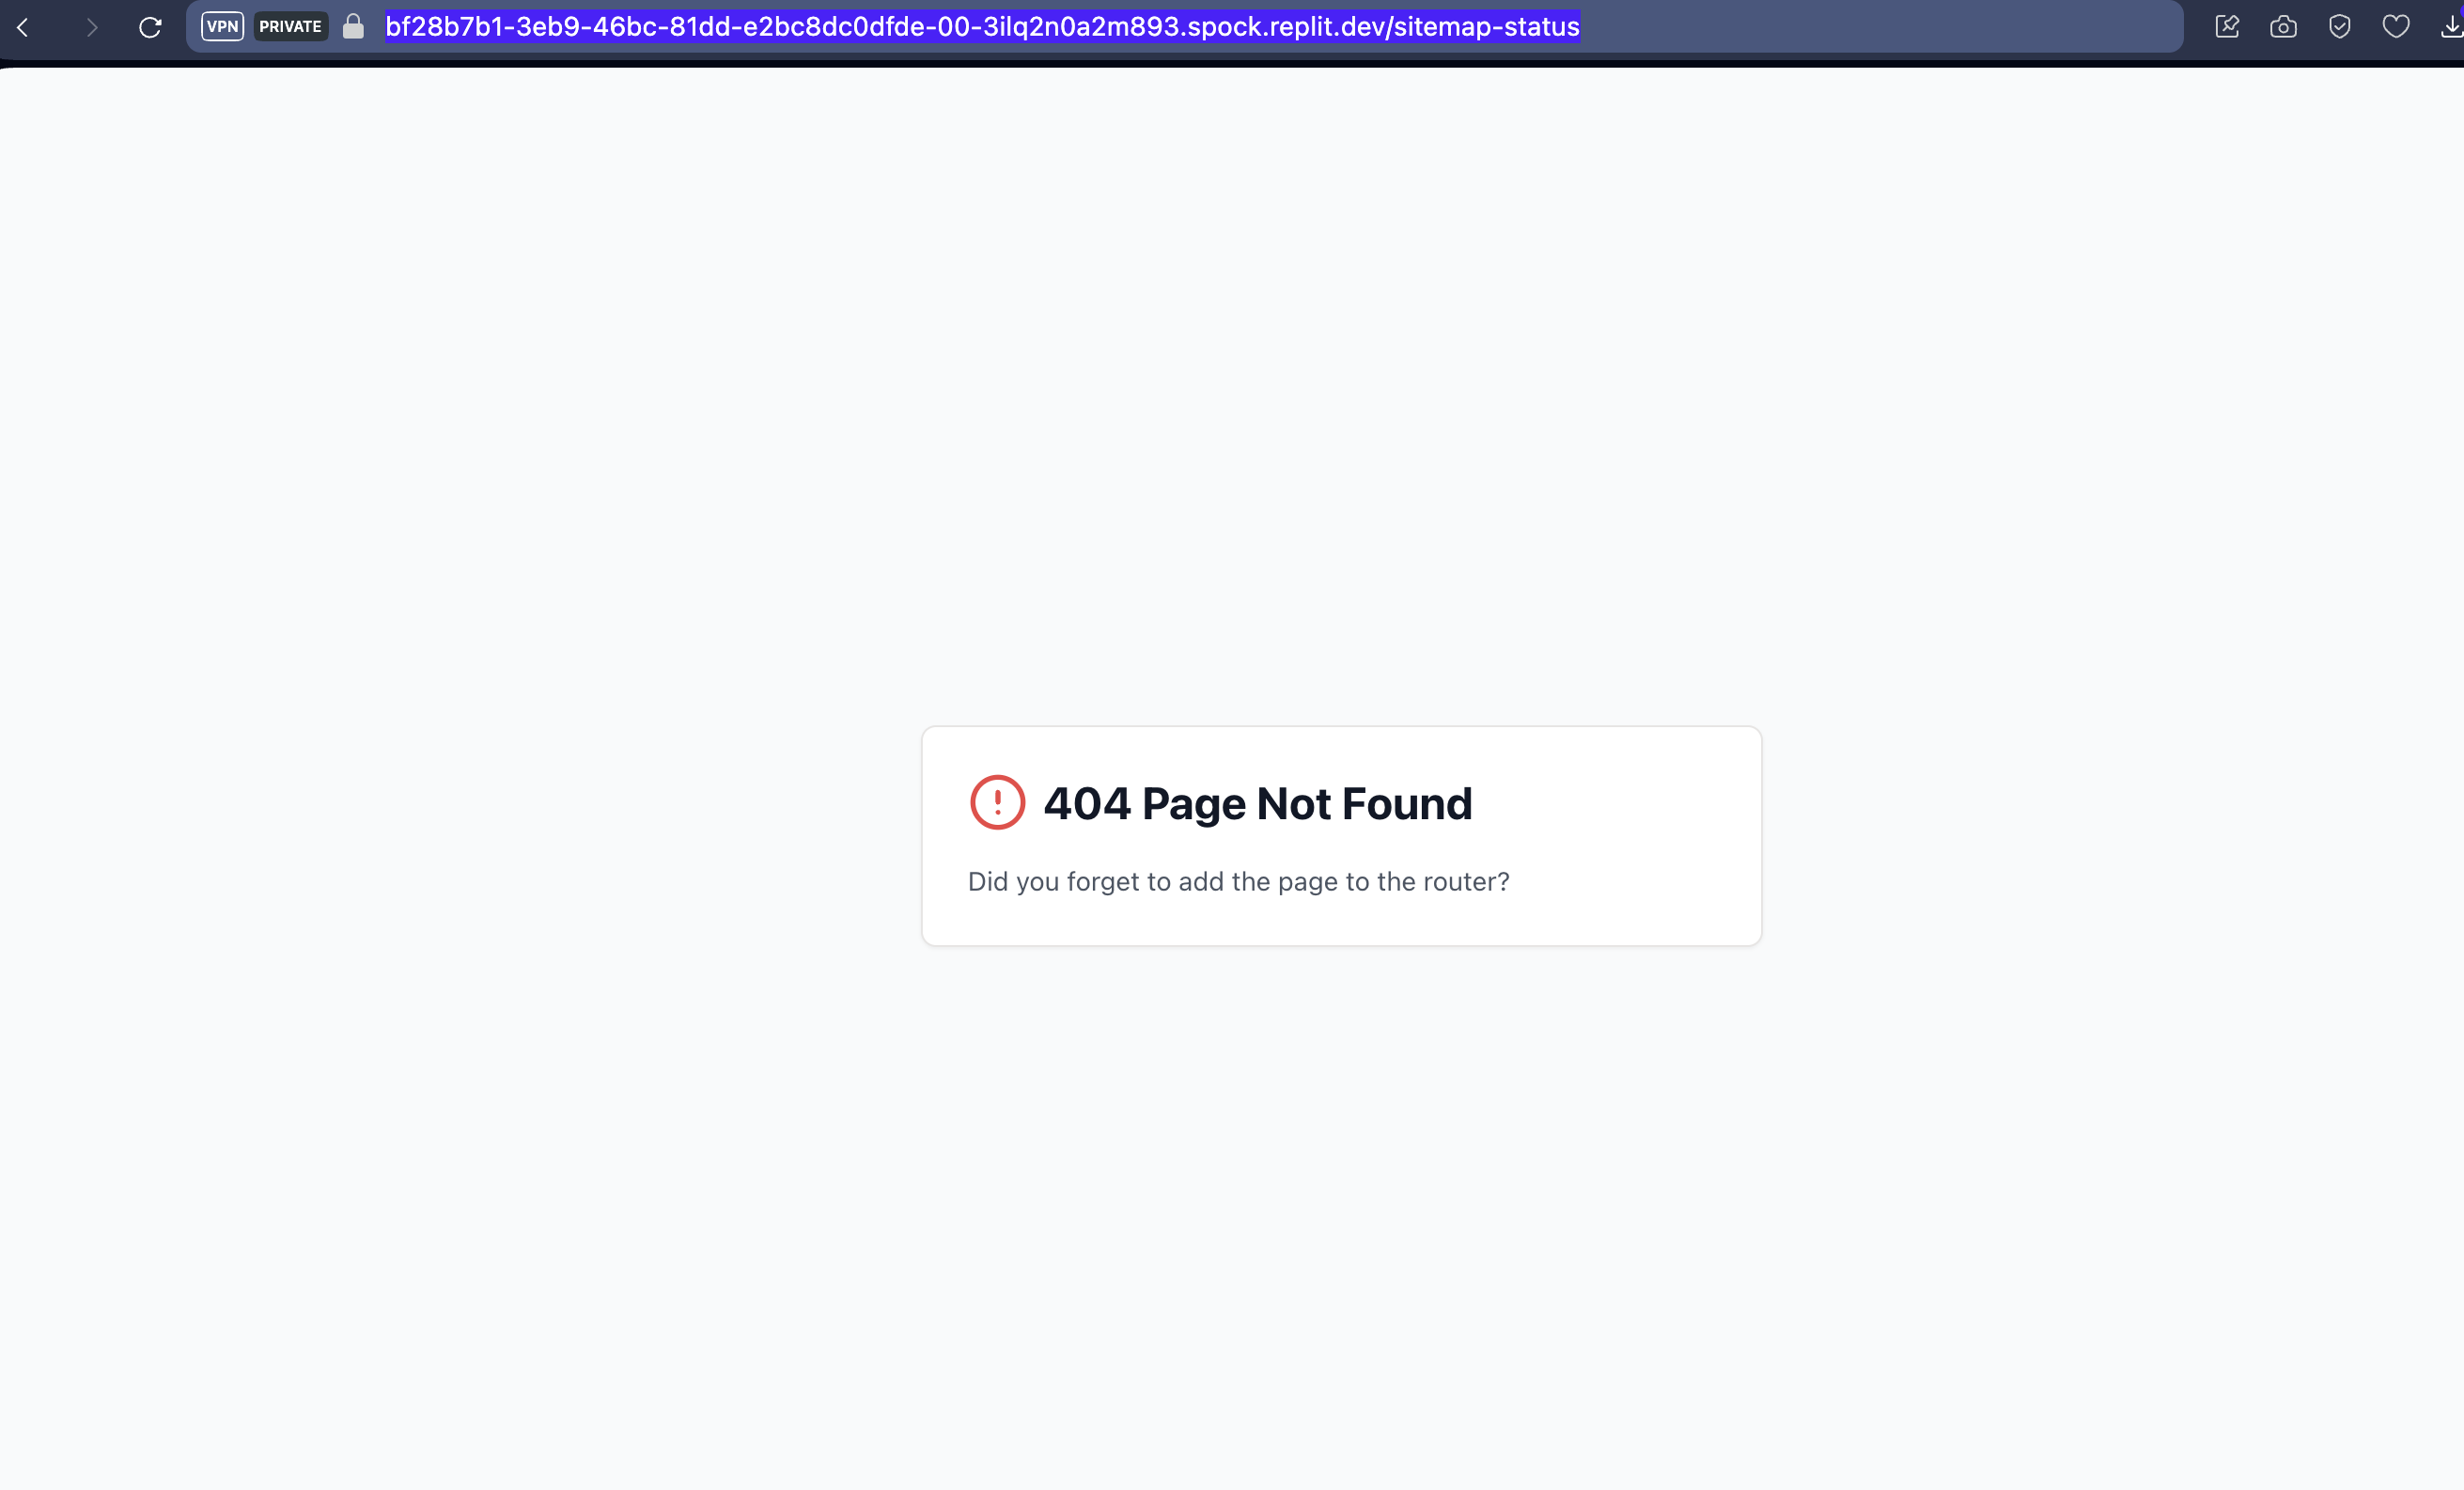 VPN PRIVATE bf28b7b1-3eb9-46bc-81dd-e2bc8dc0dfde-00-3ilq2n0a2m893.spock.replit.dev/sitemap-status
404 Page Not Found
Did you forget to add the page to the router?